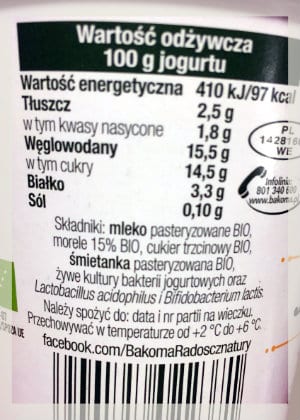 Wartość odżywcza
100 g jogurtu
Wartość energetyczna 410 kJ/97 kcal
Tłuszcz 2,5 g
w tym kwasy nasycone 1,8 g
Węglowodany 15,5 g
w tym cukry 14,5 g
Białko 3,3 g
Sól 0,10 g
PL
WE
Infolinia:
801 340 600
www.bakoma
Składniki: mleko pasteryzowane BIO,
morele 15% BIO, cukier trzcinowy BIO,
śmietanka pasteryzowana BIO,
żywe kultury bakterii jogurtowych oraz
Lactobacillus acidophilus i Bifidobacterium lactis.
Należy spożyć do: data i nr partii na wieczku.
Przechowywać w temperaturze od +2 °C do +6 °C.
facebook.com/BakomaRadoscznatury